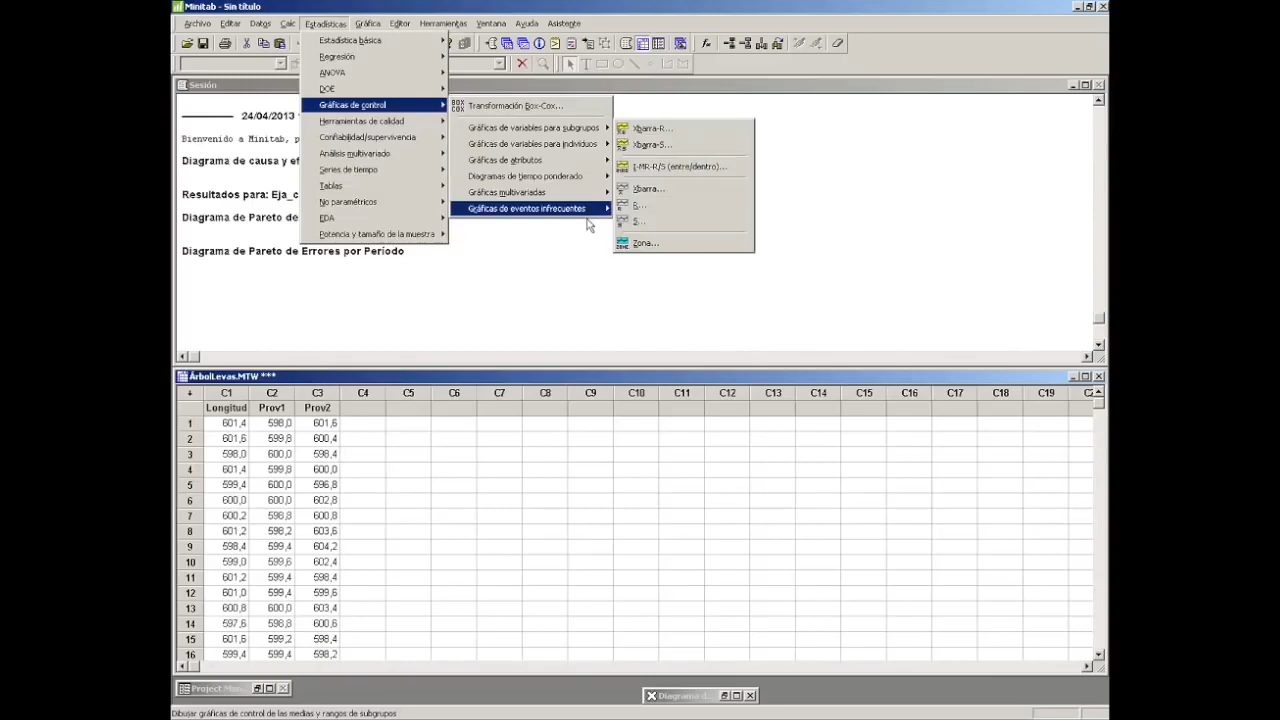 Minitab - Sin título
Archivo Editar Datos Calc Estadísticas Gráfica Editor Herramientas Ventana Ayuda Asistente
Sesión
24/04/2013
Bienvenido a Minitab, p
Diagrama de causa y ef
Resultados para: Eja_c
Diagrama de Pareto de
Diagrama de Pareto de Errores por Período
Estadística básica
Regresión
ANOVA
DOE
Gráficas de control
Herramientas de calidad
Confiabilidad/supervivencia
Análisis multivariado
Series de tiempo
Tablas
No paramétricos
EDA
Potencia y tamaño de la muestra
BOX COX Transformación Box-Cox...
Gráficas de variables para subgrupos
Gráficas de variables para individuos
Gráficas de atributos
Diagramas de tiempo ponderado
Gráficas multivariadas
Gráficas de eventos infrecuentes
Xbarra-R...
Xbarra-S...
I-MR-R/S (entre/dentro)...
Xbarra...
R...
S...
ZONE Zona...
ÁrbolLevas.MTW ***
C1 C2 C3 C4 C5 C6 C7 C8 C9 C10 C11 C12 C13 C14 C15 C16 C17 C18 C19
Longitud Prov1 Prov2
1 601,4 598,0 601,6
2 601,6 599,8 600,4
3 598,0 600,0 598,4
4 601,4 599,8 600,0
5 599,4 600,0 596,8
6 600,0 600,0 602,8
7 600,2 598,8 600,8
8 601,2 598,2 603,6
9 598,4 599,4 604,2
10 599,0 599,6 602,4
11 601,2 599,4 598,4
12 601,0 599,4 599,6
13 600,8 600,0 603,4
14 597,6 598,8 600,6
15 601,6 599,2 598,4
16 599,4 599,4 598,2
Project Man
Diagrama d
Dibujar gráficas de control de las medias y rangos de subgrupos